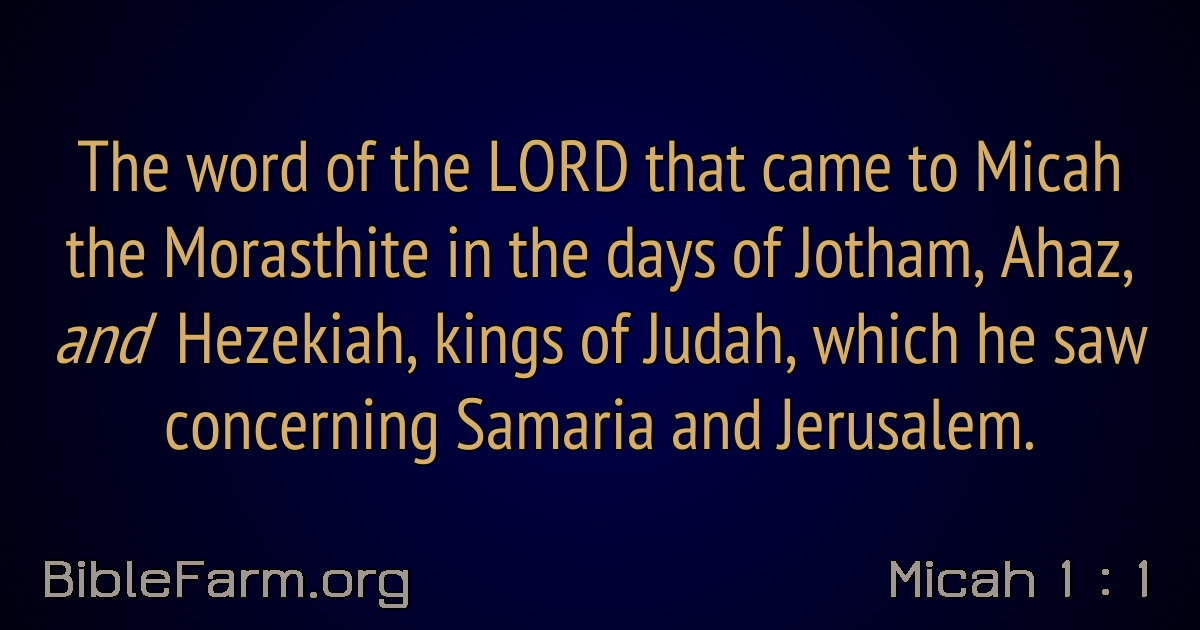 The word of the LORD that came to Micah
the Morasthite in the days of Jotham, Ahaz,
and Hezekiah, kings of Judah, which he saw
concerning Samaria and Jerusalem.
BibleFarm.org
Micah 1 : 1